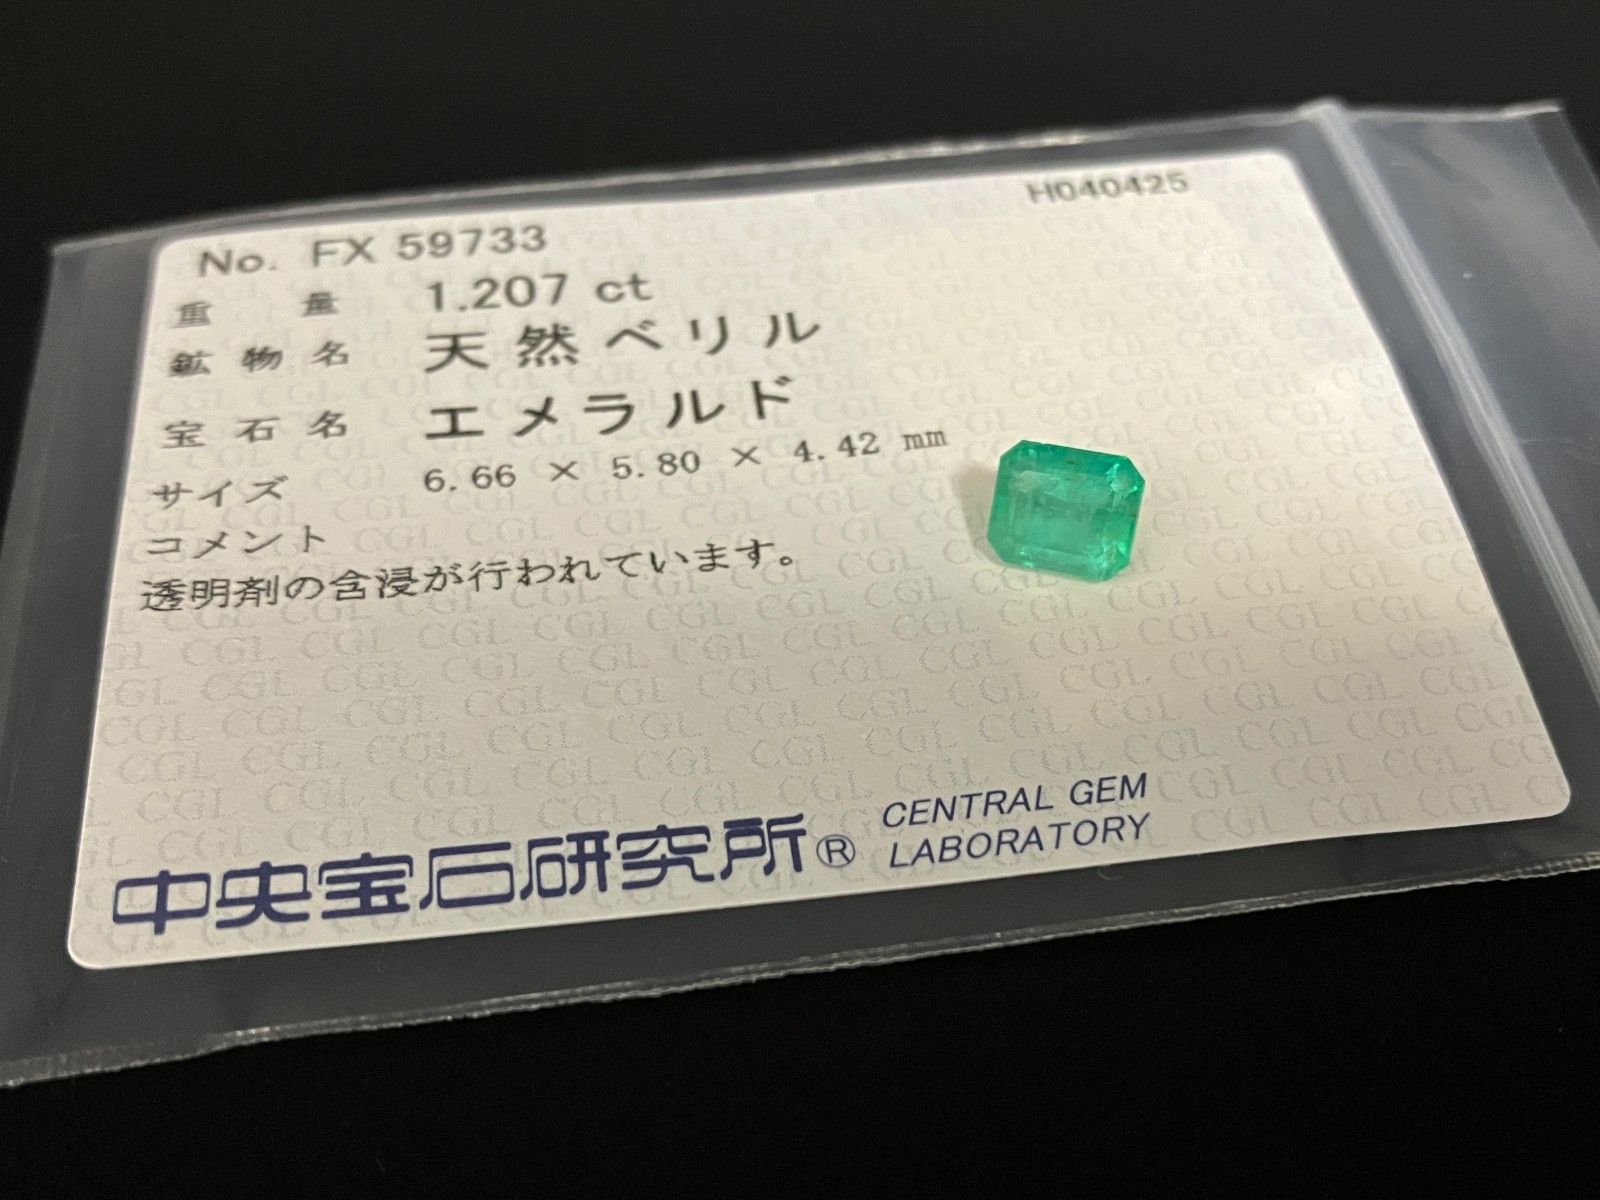 H040425
No. FX 59733
重量 1.207 ct
鉱物名 天然ベリル
宝石名 エメラルド
サイズ 6.66 × 5.80 × 4.42 mm
コメント
透明剤の含浸が行われています。
中央宝石研究所® CENTRAL GEM
LABORATORY